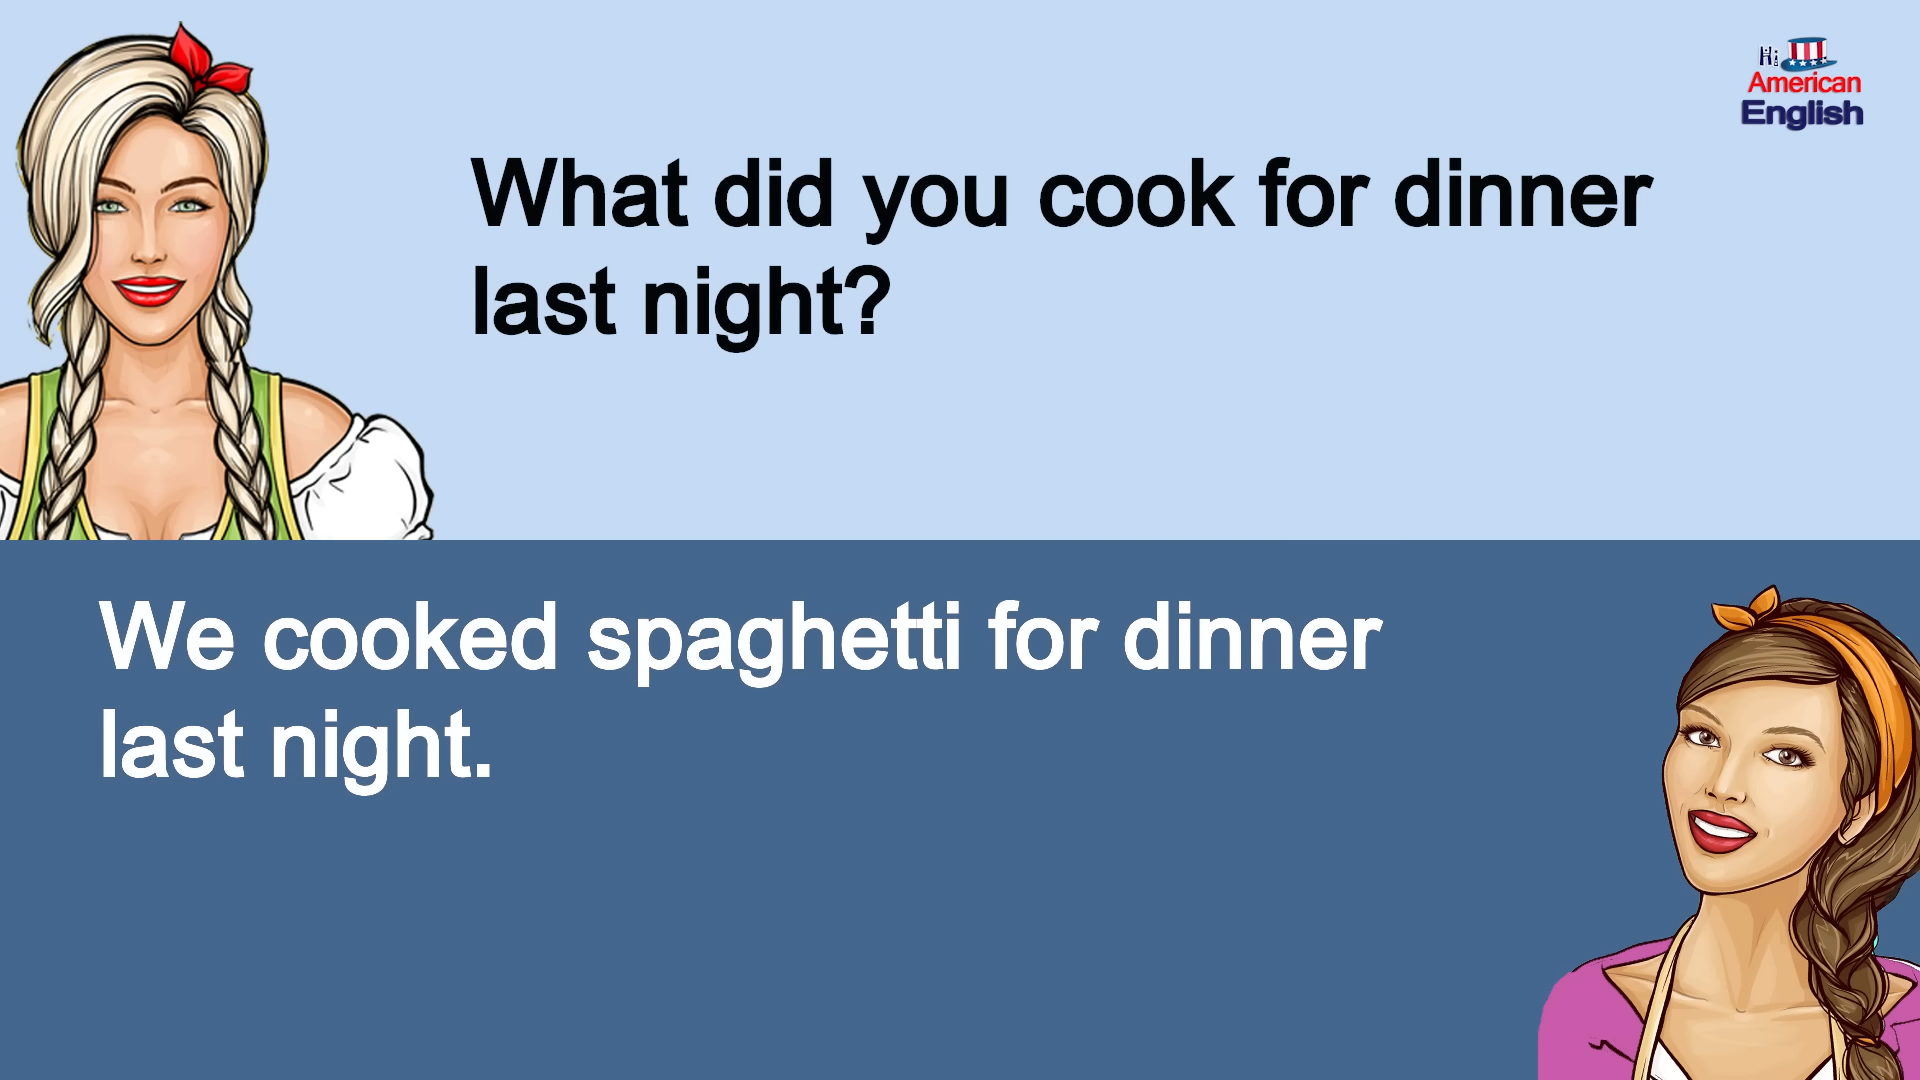 Hi
American
English
What did you cook for dinner
last night?
We cooked spaghetti for dinner
last night.